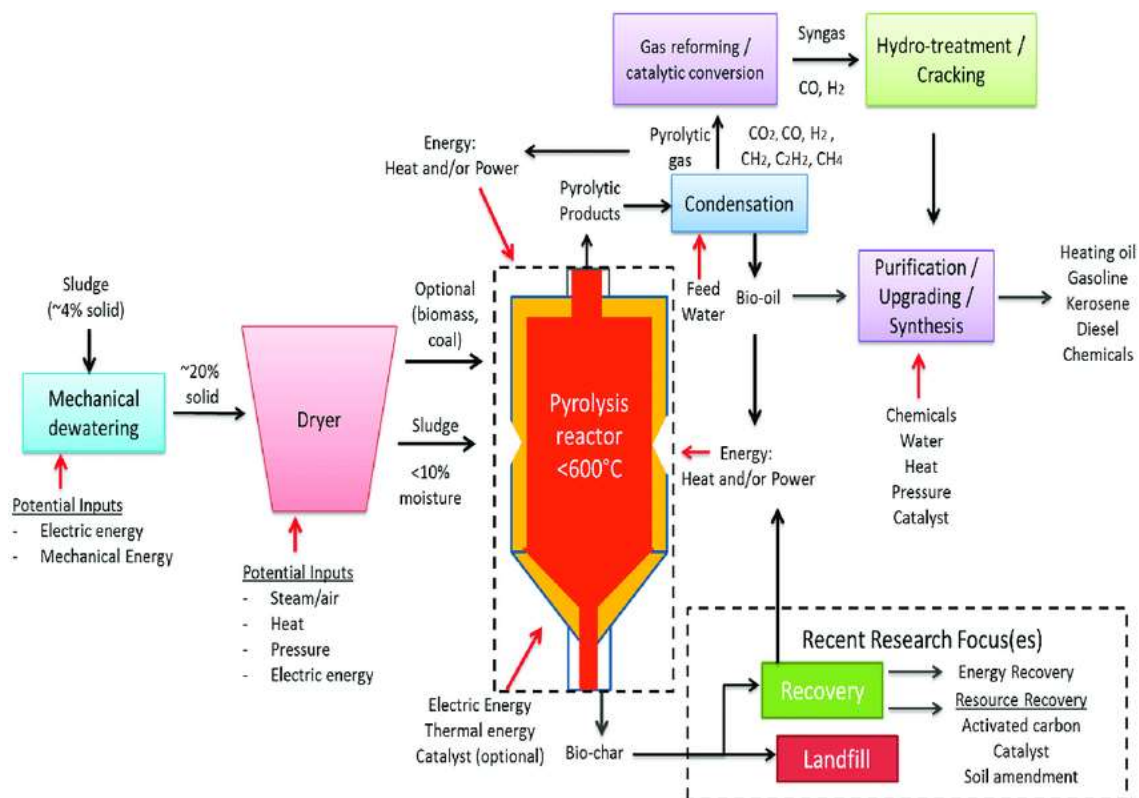 Gas reforming /
catalytic conversion
Syngas
CO, H2
Hydro-treatment /
Cracking
Energy:
Heat and/or Power
Pyrolytic
gas
CO2, CO, H2 ,
CH2, C2H2, CH4
Pyrolytic
Products
Condensation
Sludge
(~4% solid)
Optional
(biomass,
coal)
Feed
Water
Bio-oil
Purification /
Upgrading /
Synthesis
Heating oil
Gasoline
Kerosene
Diesel
Chemicals
Mechanical
dewatering
~20%
solid
Dryer
Sludge
<10%
moisture
Pyrolysis
reactor
<600°C
Energy:
Heat and/or Power
Chemicals
Water
Heat
Pressure
Catalyst
Potential Inputs
- Electric energy
- Mechanical Energy
Potential Inputs
- Steam/air
- Heat
- Pressure
- Electric energy
Electric Energy
Thermal energy
Catalyst (optional)
Bio-char
Recent Research Focus(es)
Recovery
Energy Recovery
Resource Recovery
Activated carbon
Catalyst
Soil amendment
Landfill